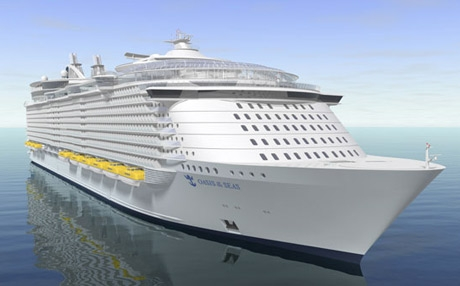 OASIS OF THE SEAS